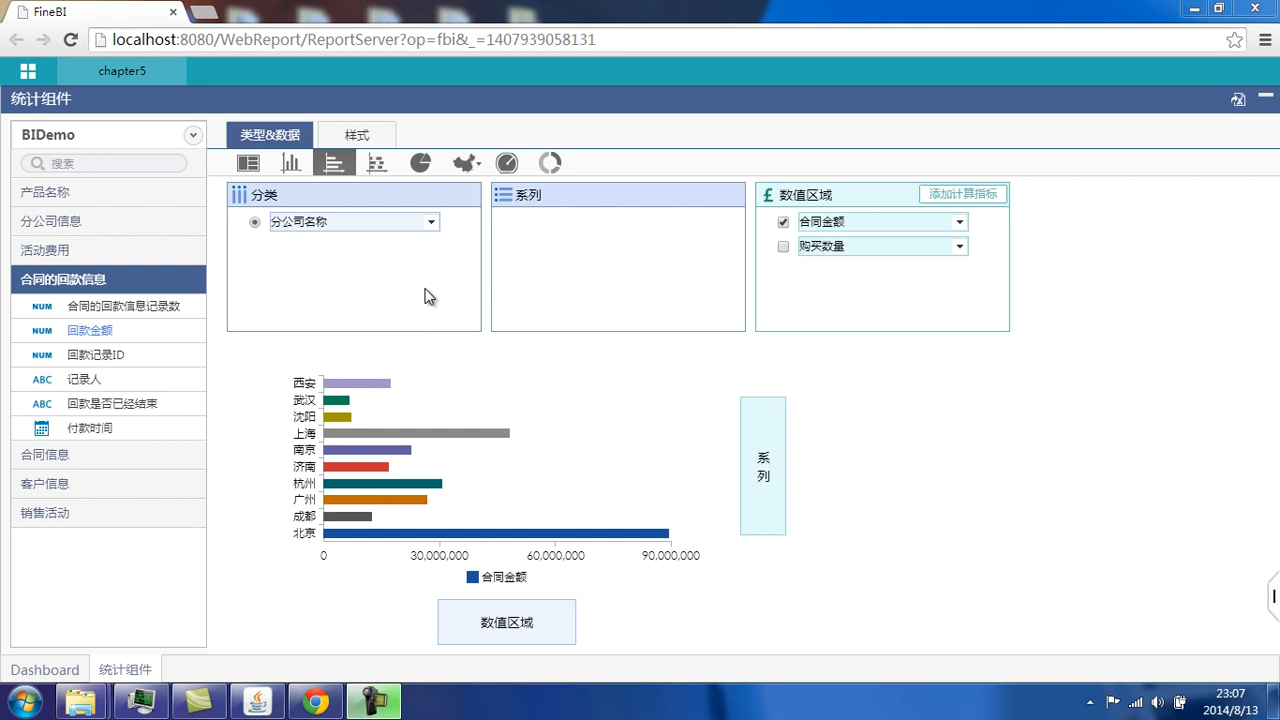 FineBI
localhost:8080/WebReport/ReportServer?op=fbi&_=1407939058131
chapter5
统计组件
BIDemo
类型&数据
样式
搜索
产品名称
分公司信息
活动费用
合同的回款信息
NUM 合同的回款信息记录数
NUM 回款金额
NUM 回款记录ID
ABC 记录人
ABC 回款是否已经结束
付款时间
合同信息
客户信息
销售活动
分类
分公司名称
系列
数值区域
添加计算指标
合同金额
购买数量
西安
武汉
沈阳
上海
南京
济南
杭州
广州
成都
北京
0 30,000,000 60,000,000 90,000,000
合同金额
系
列
数值区域
Dashboard
统计组件
23:07
2014/8/13